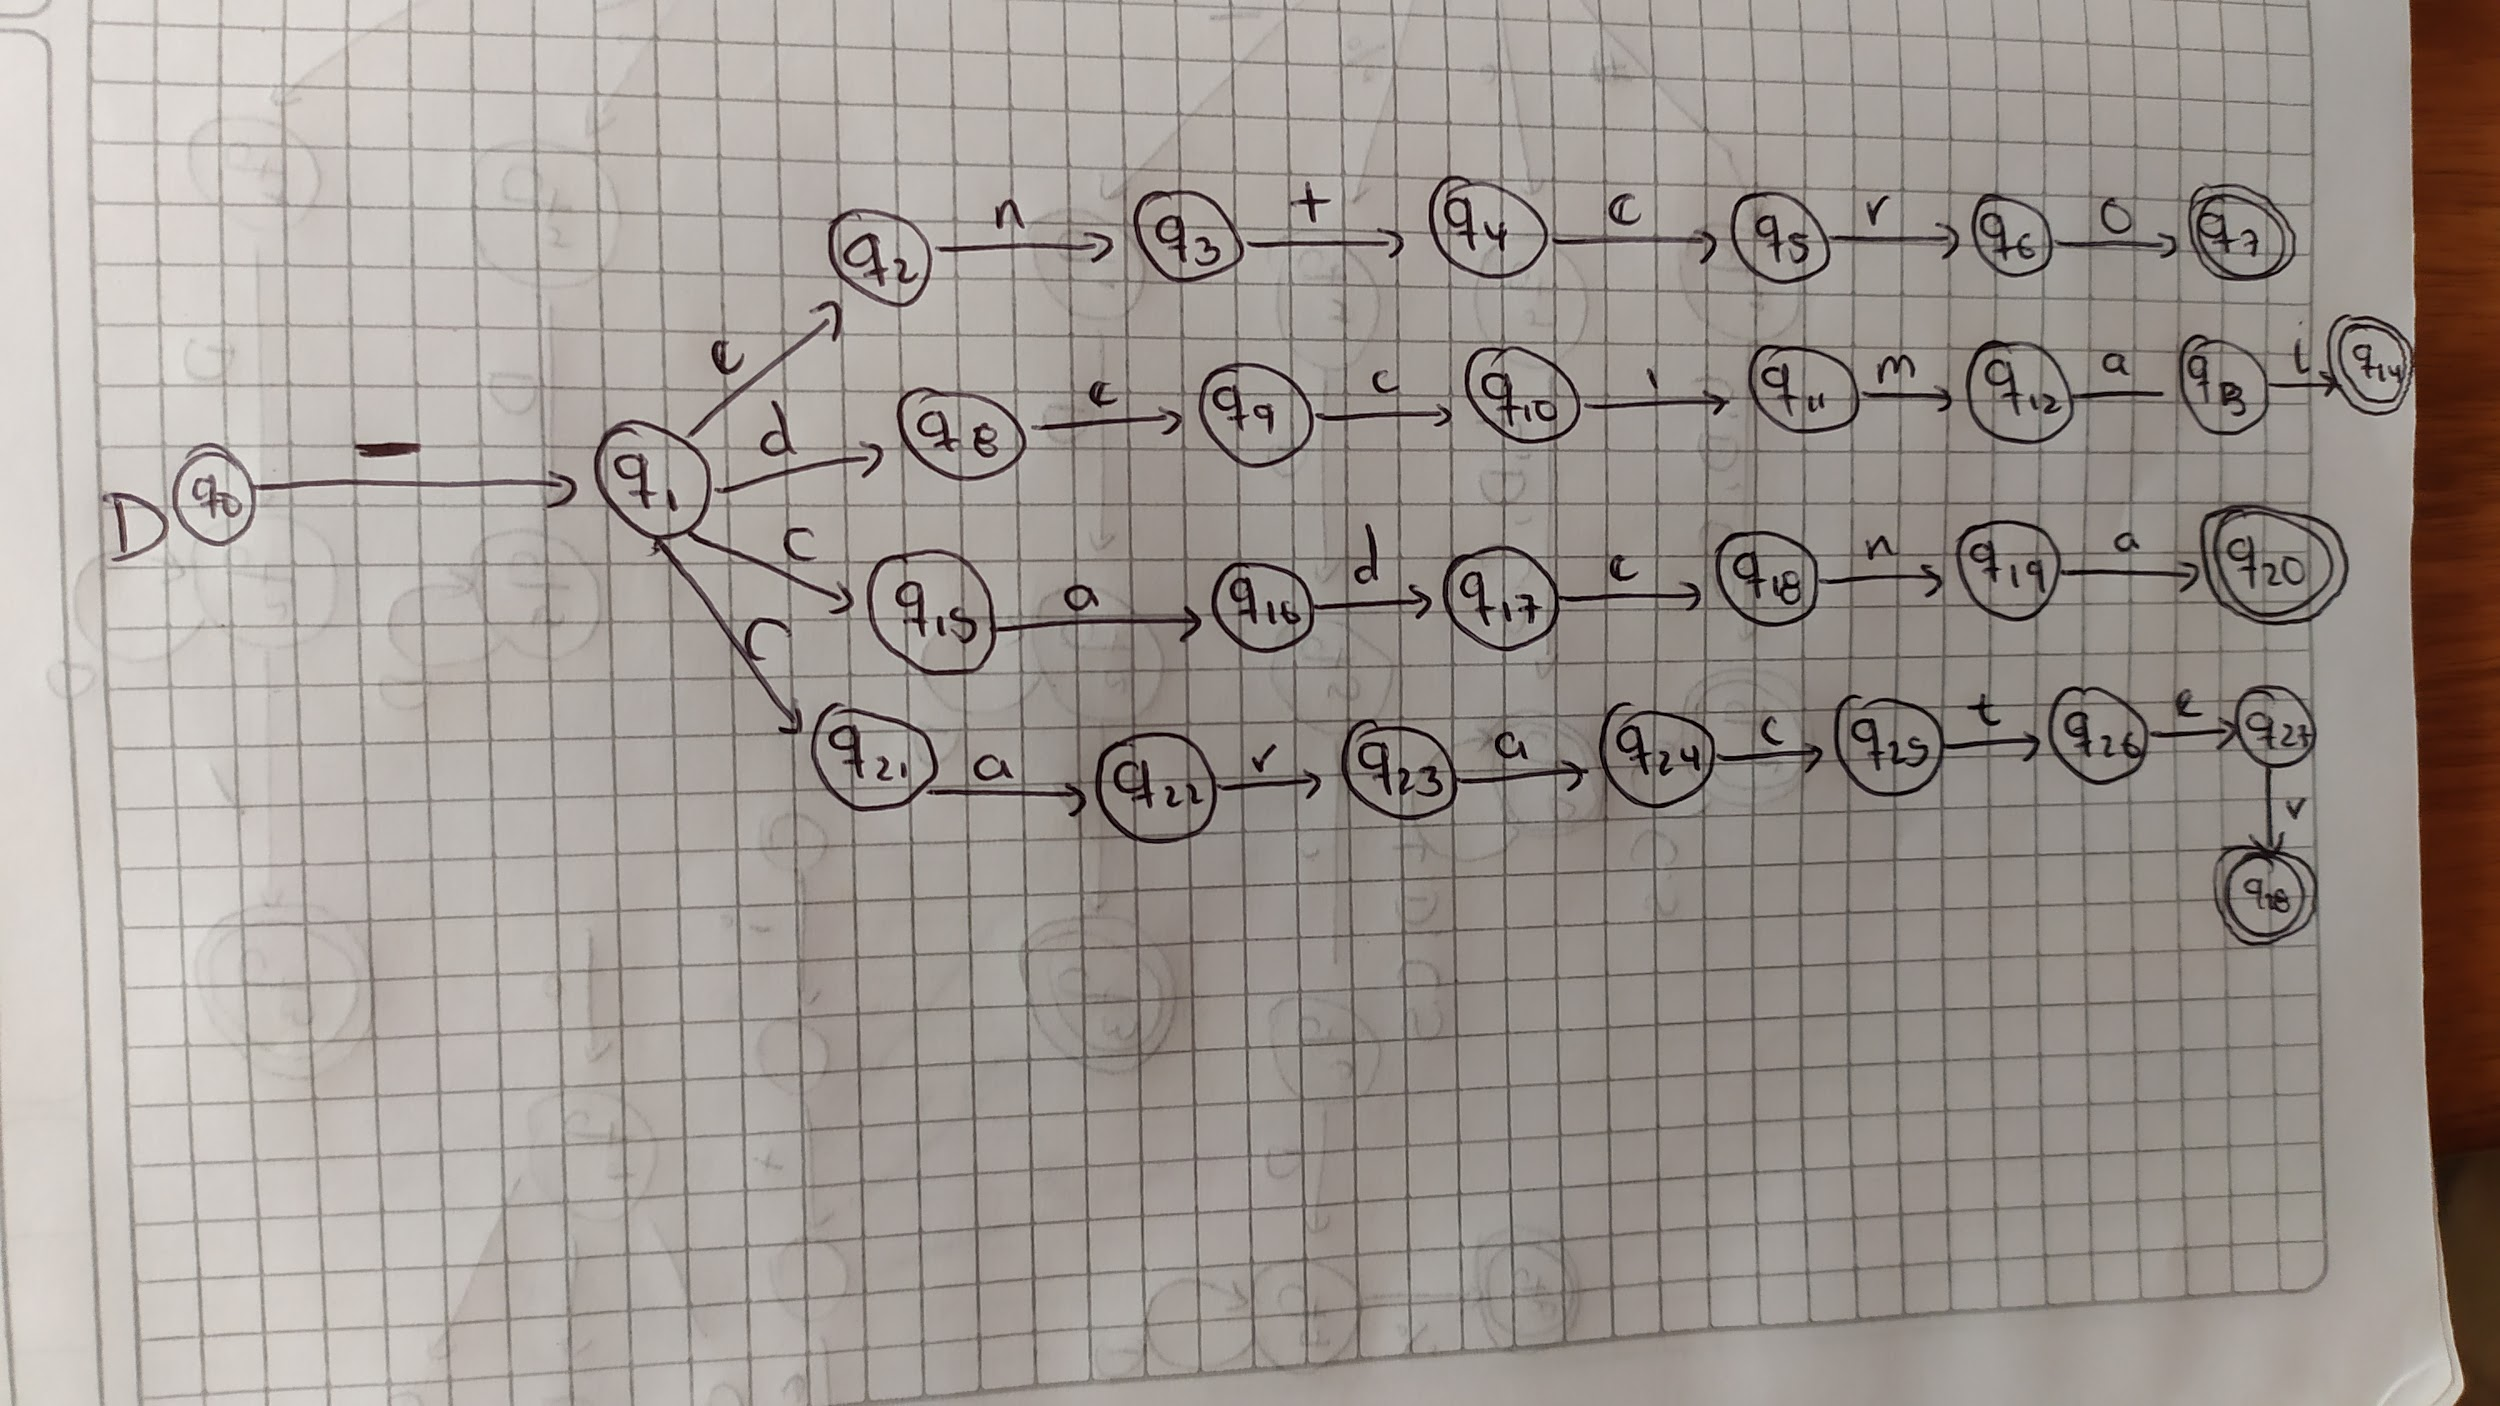 q2 n q3 t q4 e q5 r q6 o q7
e
d q8 e q9 c q10 i q11 m q12 a q13 l q14
q0 - q1
c q15 a q16 d q17 e q18 n q19 a q20
c q21 a q22 r q23 a q24 c q25 t q26 e q27
r
q28